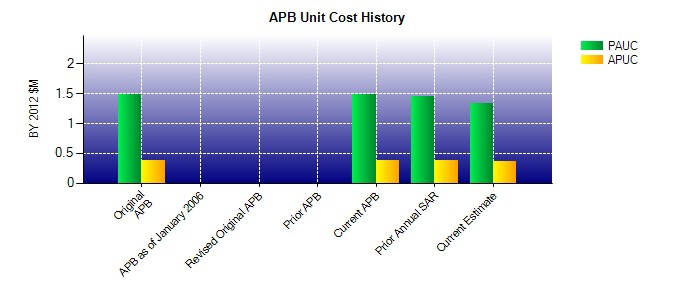 APB Unit Cost History
PAUC
APUC
BY 2012 $M
2
1.5
1
0.5
0
Original
APB
APB as of January 2006
Revised Original APB
Prior APB
Current APB
Prior Annual SAR
Current Estimate